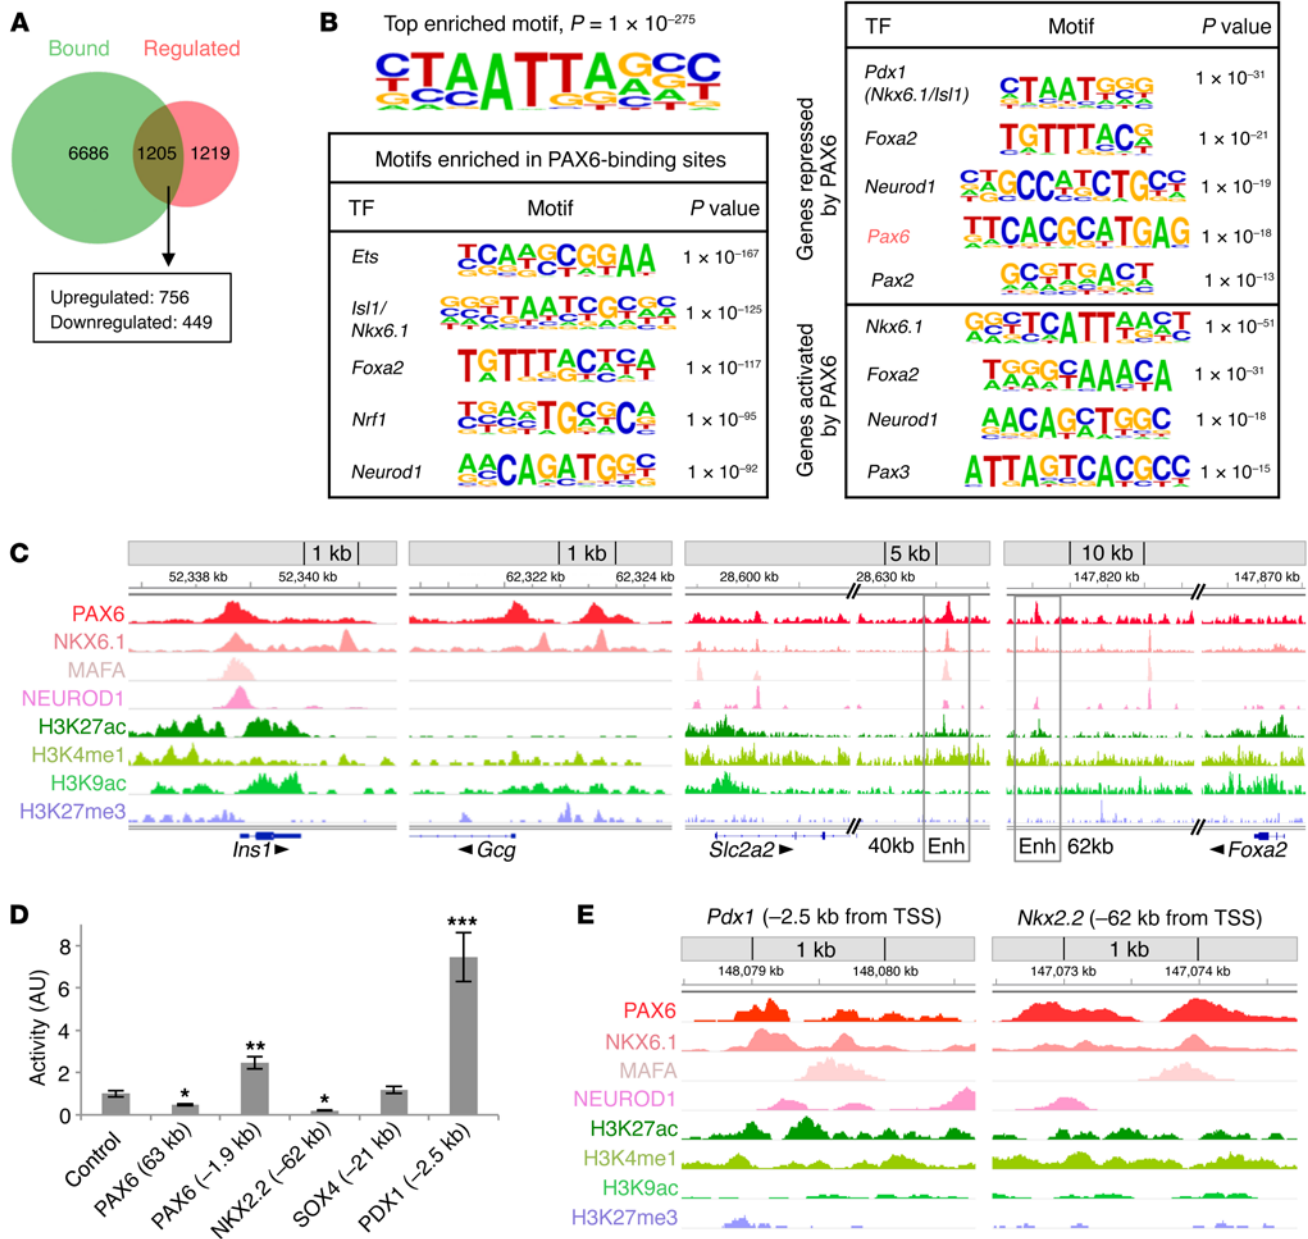 A
Bound Regulated
6686 1205 1219
Upregulated: 756
Downregulated: 449
B
Top enriched motif, P = 1 × 10⁻²⁷⁵
Motifs enriched in PAX6-binding sites
TF Motif P value
Ets 1 × 10⁻¹⁶⁷
Isl1/
Nkx6.1 1 × 10⁻¹²⁵
Foxa2 1 × 10⁻¹¹⁷
Nrf1 1 × 10⁻⁹⁵
Neurod1 1 × 10⁻⁹²
TF Motif P value
Genes repressed
by PAX6
Pdx1
(Nkx6.1/Isl1) 1 × 10⁻³¹
Foxa2 1 × 10⁻²¹
Neurod1 1 × 10⁻¹⁹
Pax6 1 × 10⁻¹⁸
Pax2 1 × 10⁻¹³
Genes activated
by PAX6
Nkx6.1 1 × 10⁻⁵¹
Foxa2 1 × 10⁻³¹
Neurod1 1 × 10⁻¹⁸
Pax3 1 × 10⁻¹⁵
C
1 kb 1 kb 5 kb 10 kb
52,338 kb 52,340 kb 62,322 kb 62,324 kb 28,600 kb 28,630 kb 147,820 kb 147,870 kb
PAX6
NKX6.1
MAFA
NEUROD1
H3K27ac
H3K4me1
H3K9ac
H3K27me3
Ins1 Gcg Slc2a2 40kb Enh Enh 62kb Foxa2
D
Activity (AU)
8
6
4
2
0
* ** * ***
Control
PAX6 (63 kb)
PAX6 (–1.9 kb)
NKX2.2 (–62 kb)
SOX4 (–21 kb)
PDX1 (–2.5 kb)
E
Pdx1 (–2.5 kb from TSS) Nkx2.2 (–62 kb from TSS)
1 kb 1 kb
148,079 kb 148,080 kb 147,073 kb 147,074 kb
PAX6
NKX6.1
MAFA
NEUROD1
H3K27ac
H3K4me1
H3K9ac
H3K27me3